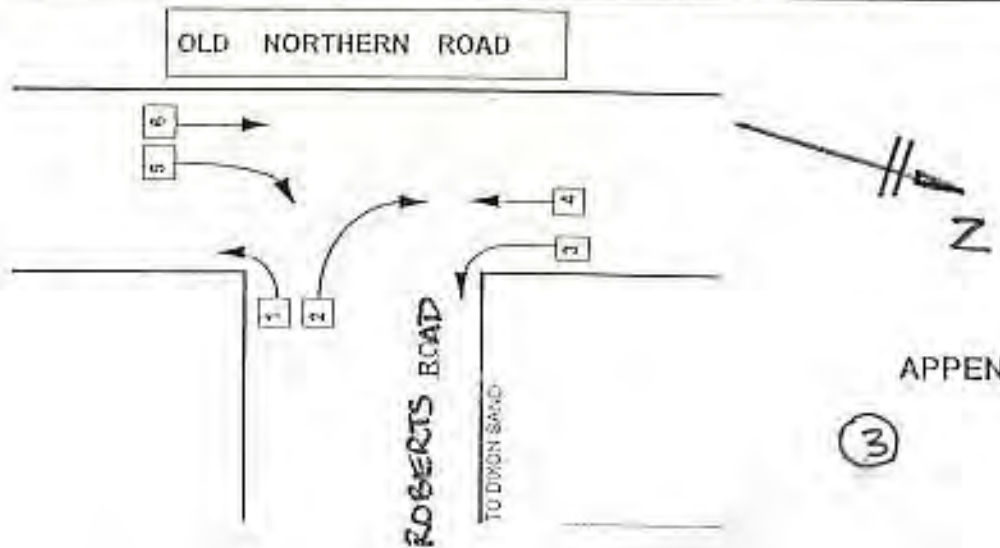 OLD NORTHERN ROAD
6
5
4
3
1
2
Z
ROBERTS ROAD
TO DIXON SAND
APPEN
3